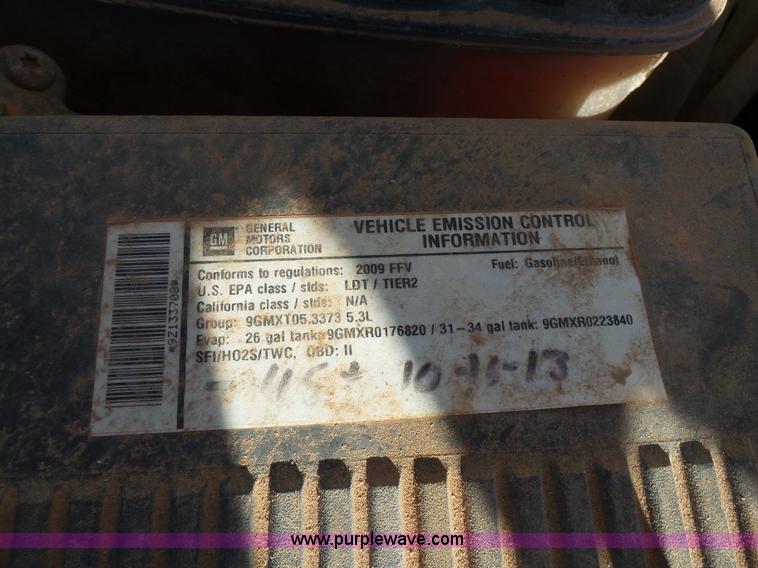 GM GENERAL MOTORS CORPORATION
VEHICLE EMISSION CONTROL INFORMATION
Conforms to regulations: 2009 FFV Fuel: Gasoline/Ethanol
U.S. EPA class / stds: LDT / TIER2
California class / stds: N/A
Group: 9GMXT05.3373 5.3L
Evap: 26 gal tank: 9GMXR0176820 / 31-34 gal tank: 9GMXR0223840
SFI/HO2S/TWC, OBD: II
10-11-13
www.purplewave.com